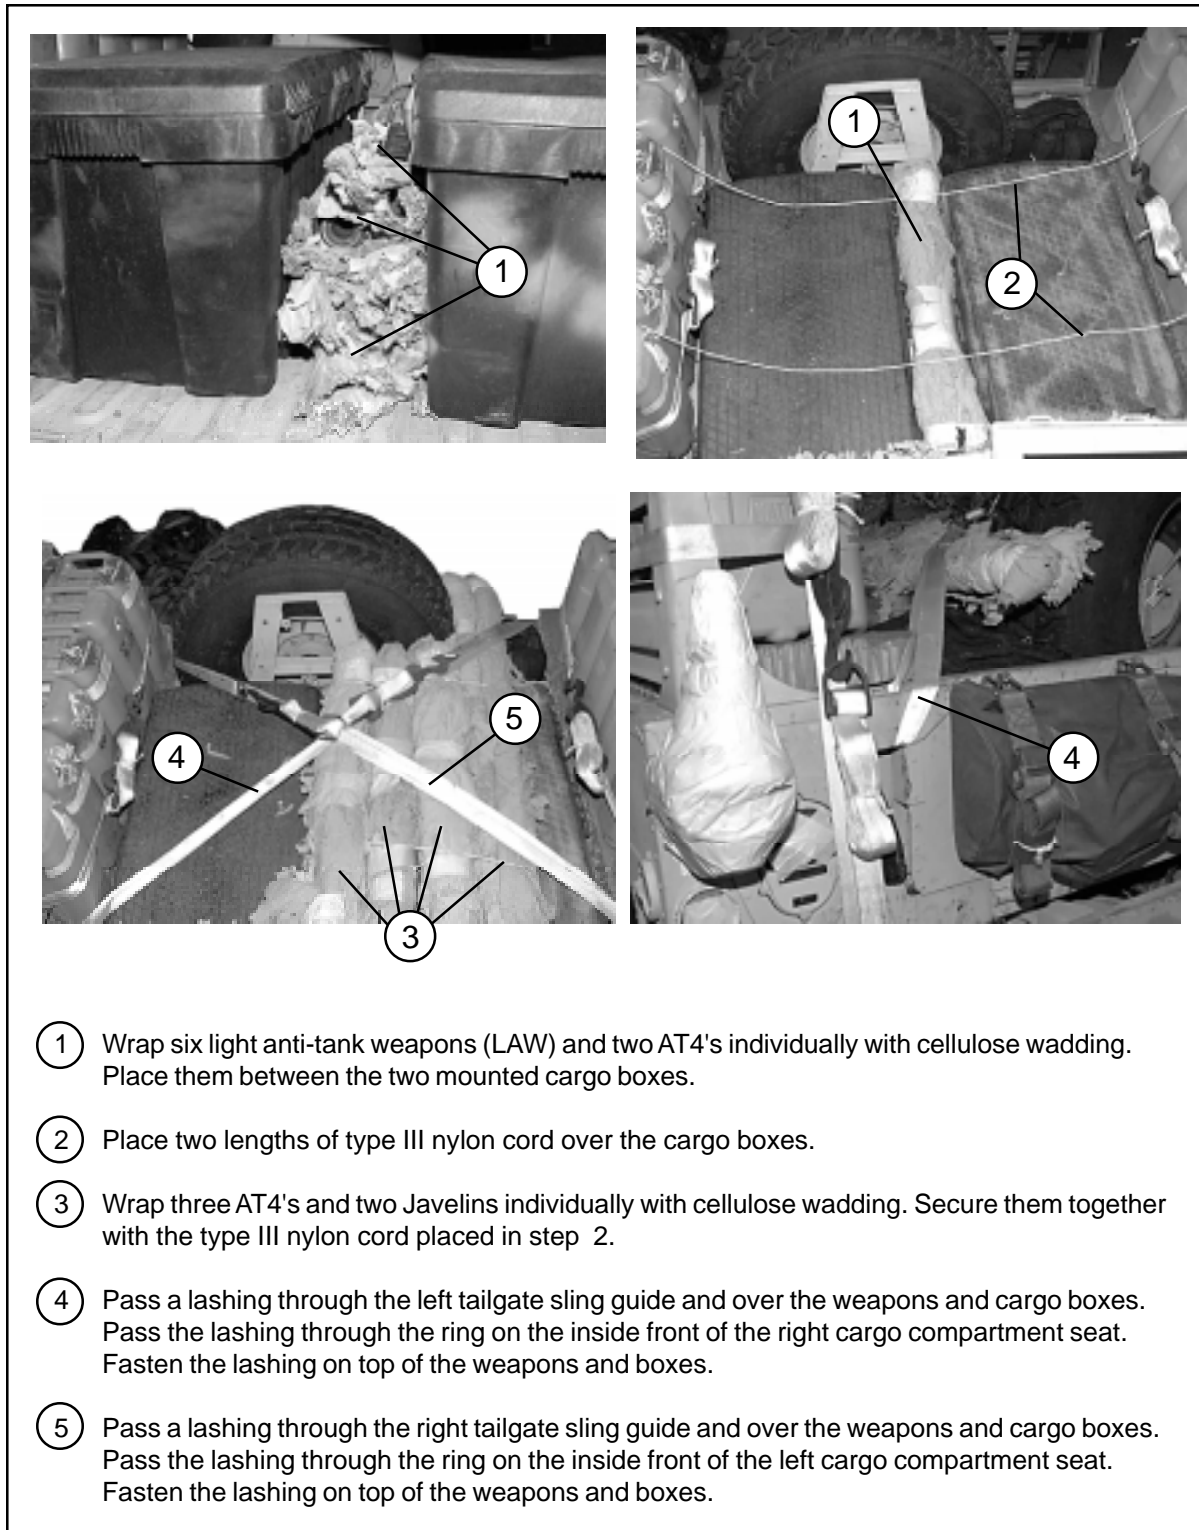 1
1
2
4
5
3
4
1 Wrap six light anti-tank weapons (LAW) and two AT4's individually with cellulose wadding.
Place them between the two mounted cargo boxes.
2 Place two lengths of type III nylon cord over the cargo boxes.
3 Wrap three AT4's and two Javelins individually with cellulose wadding. Secure them together
with the type III nylon cord placed in step 2.
4 Pass a lashing through the left tailgate sling guide and over the weapons and cargo boxes.
Pass the lashing through the ring on the inside front of the right cargo compartment seat.
Fasten the lashing on top of the weapons and boxes.
5 Pass a lashing through the right tailgate sling guide and over the weapons and cargo boxes.
Pass the lashing through the ring on the inside front of the left cargo compartment seat.
Fasten the lashing on top of the weapons and boxes.